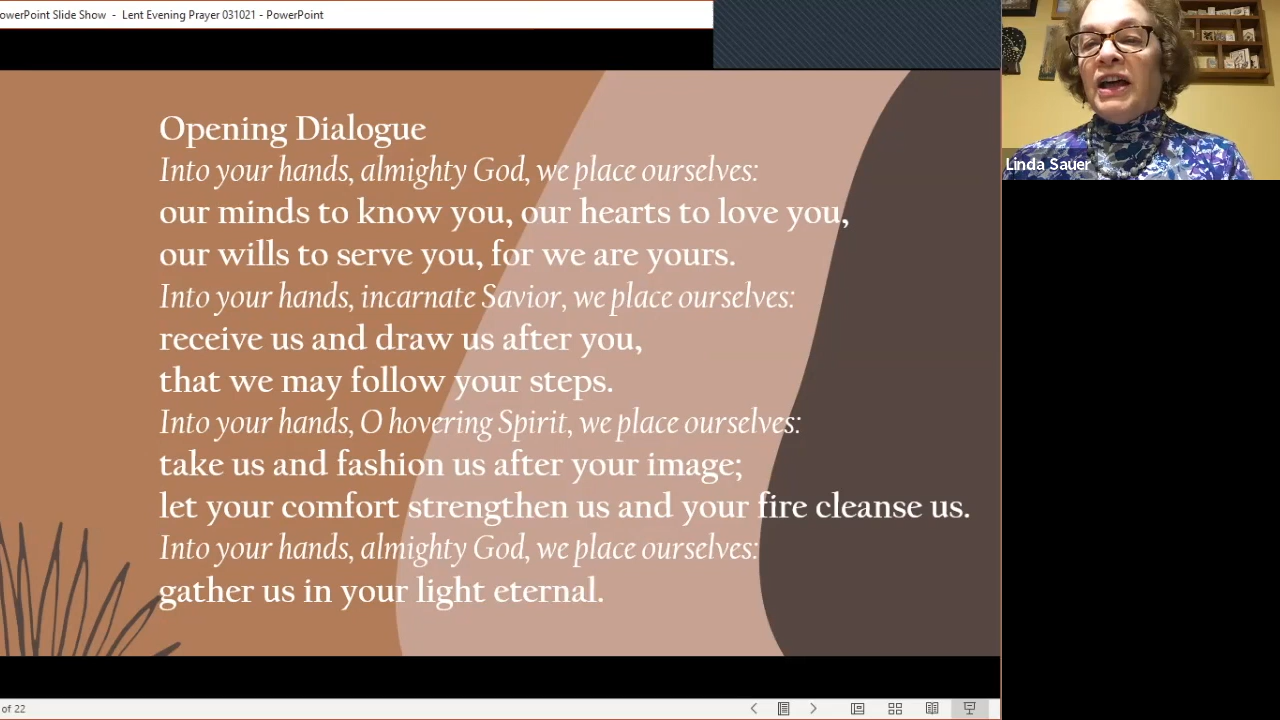 owerPoint Slide Show - Lent Evening Prayer 031021 - PowerPoint
Opening Dialogue
Into your hands, almighty God, we place ourselves:
our minds to know you, our hearts to love you,
our wills to serve you, for we are yours.
Into your hands, incarnate Savior, we place ourselves:
receive us and draw us after you,
that we may follow your steps.
Into your hands, O hovering Spirit, we place ourselves:
take us and fashion us after your image;
let your comfort strengthen us and your fire cleanse us.
Into your hands, almighty God, we place ourselves:
gather us in your light eternal.
Linda Sauer
of 22